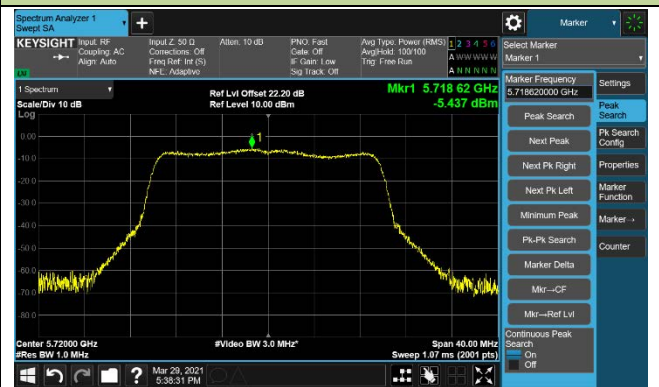 Spectrum Analyzer 1
Swept SA
Marker
KEYSIGHT
Input: RF
Coupling: AC
Align: Auto
Input Z: 50 Ω
Corrections: Off
Freq Ref: Int (S)
NFE: Adaptive
Atten: 10 dB
PNO: Fast
Gate: Off
IF Gain: Low
Sig Track: Off
Avg Type: Power (RMS)
Avg|Hold: 100/100
Trig: Free Run
1 2 3 4 5 6
A W W W W W
A N N N N N
Select Marker
Marker 1
LXI
1 Spectrum
Scale/Div 10 dB
Log
Ref Lvl Offset 22.20 dB
Ref Level 10.00 dBm
Mkr1 5.718 62 GHz
-5.437 dBm
1
0.00
-10.0
-20.0
-30.0
-40.0
-50.0
-60.0
-70.0
-80.0
Center 5.72000 GHz
#Res BW 1.0 MHz
#Video BW 3.0 MHz*
Span 40.00 MHz
Sweep 1.07 ms (2001 pts)
Marker Frequency
5.718620000 GHz
Peak Search
Next Peak
Next Pk Right
Next Pk Left
Minimum Peak
Pk-Pk Search
Marker Delta
Mkr→CF
Mkr→Ref Lvl
Continuous Peak
Search
On
Off
Settings
Peak
Search
Pk Search
Config
Properties
Marker
Function
Marker→
Counter
Mar 29, 2021
5:38:31 PM